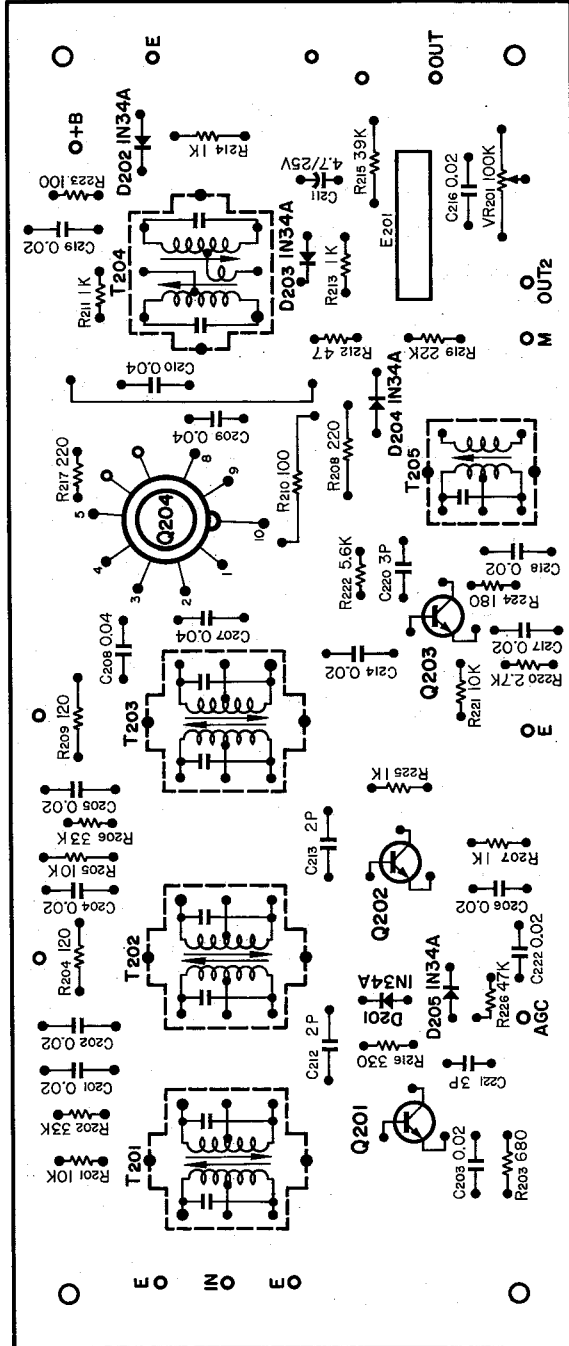 E
OUT
+B
D202 1N34A
R214 1K
R223 100
C219 0.02
4.7/25V
C211
R215 39K
E201
C216 0.02
VR201 100K
T204
R211 1K
D203 1N34A
R213 1K
OUT2
M
R212 47
R219 22K
C210 0.04
C209 0.04
D204 1N34A
R217 220
R210 100
R208 220
T205
Q204
5
4
3
2
1
10
9
8
R222 5.6K
C220 3P
C218 0.02
R224 180
C208 0.04
C207 0.04
C214 0.02
Q203
C217 0.02
R220 2.7K
R221 10K
E
R209 120
T203
C205 0.02
R206 33K
R205 10K
C204 0.02
R225 1K
C213 2P
Q202
R207 1K
C206 0.02
R204 120
T202
C202 0.02
C201 0.02
R202 33K
R201 10K
T201
C212 2P
1N34A
D201
D205 1N34A
C222 0.02
R226 47K
AGC
R216 330
C221 3P
Q201
C203 0.02
R203 680
E
IN
E